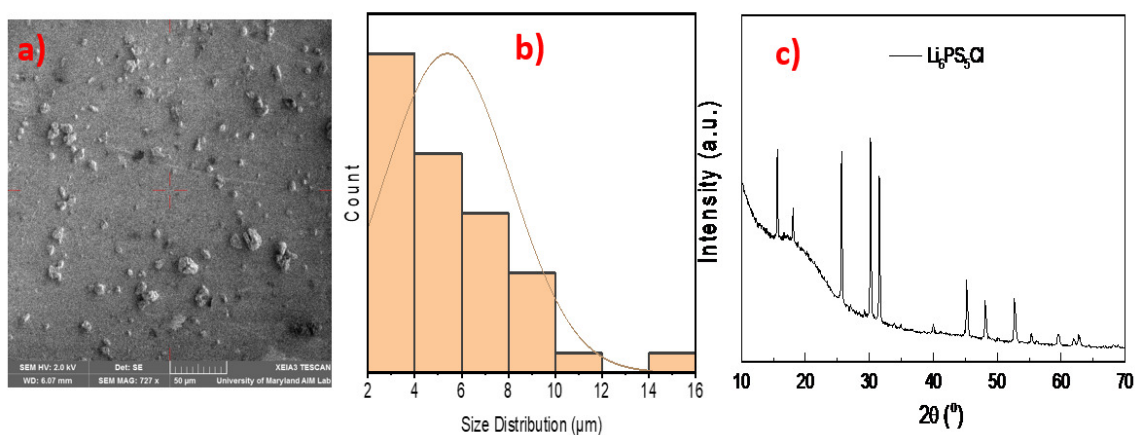 a)
SEM HV: 2.0 kV Det: SE XEIA3 TESCAN
WD: 6.07 mm SEM MAG: 727 x 50 µm University of Maryland AIM Lab
b)
Count
2 4 6 8 10 12 14 16
Size Distribution (µm)
c)
Li₆PS₅Cl
Intensity (a.u.)
10 20 30 40 50 60 70
2θ (⁰)